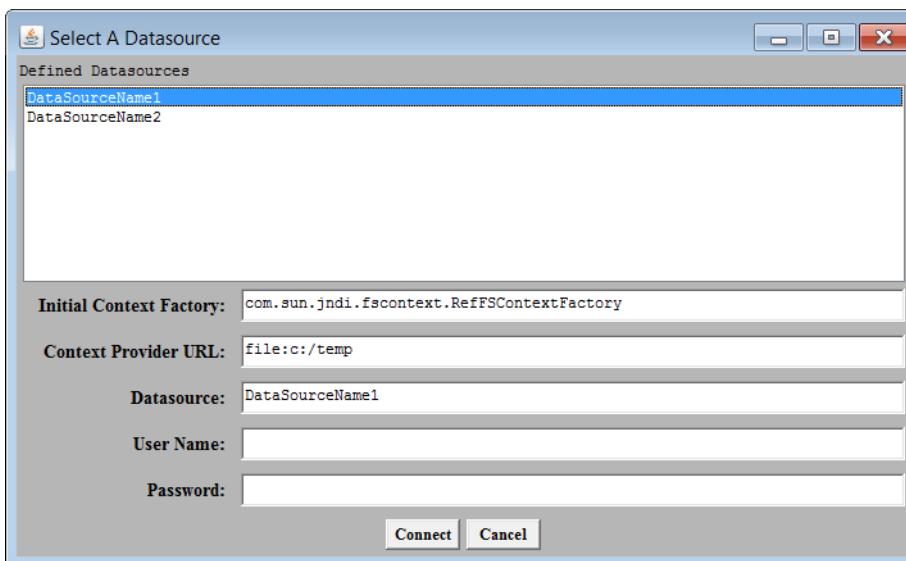 Select A Datasource
Defined Datasources
DataSourceName1
DataSourceName2
Initial Context Factory: com.sun.jndi.fscontext.RefFSContextFactory
Context Provider URL: file:c:/temp
Datasource: DataSourceName1
User Name:
Password:
Connect Cancel